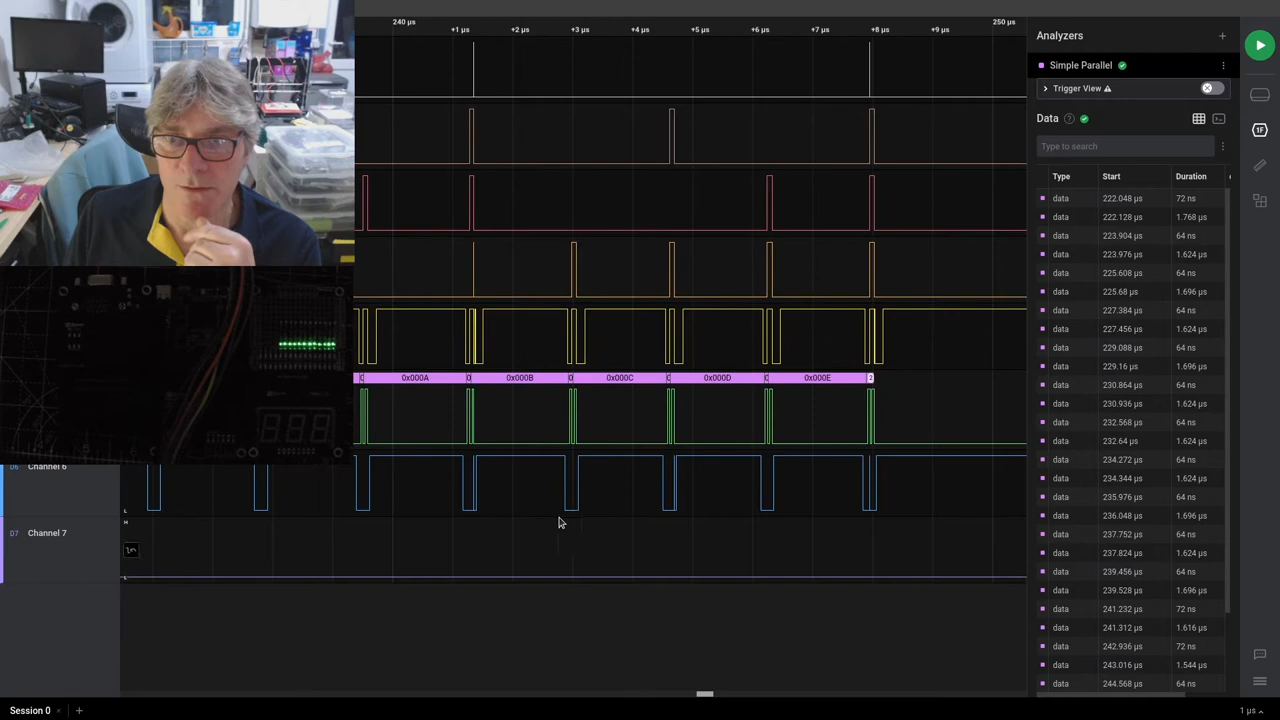 240 µs
250 µs
+1 µs
+2 µs
+3 µs
+4 µs
+5 µs
+6 µs
+7 µs
+8 µs
+9 µs
0x000A
0
0x000B
0
0x000C
0x000D
0x000E
2
D6 Channel 6
L
H
D7 Channel 7
L
Analyzers
Simple Parallel
Trigger View
Data
Type to search
Type Start Duration
data 222.048 µs 72 ns
data 222.128 µs 1.768 µs
data 223.904 µs 64 ns
data 223.976 µs 1.624 µs
data 225.608 µs 64 ns
data 225.68 µs 1.696 µs
data 227.384 µs 64 ns
data 227.456 µs 1.624 µs
data 229.088 µs 64 ns
data 229.16 µs 1.696 µs
data 230.864 µs 64 ns
data 230.936 µs 1.624 µs
data 232.568 µs 64 ns
data 232.64 µs 1.624 µs
data 234.272 µs 64 ns
data 234.344 µs 1.624 µs
data 235.976 µs 64 ns
data 236.048 µs 1.696 µs
data 237.752 µs 64 ns
data 237.824 µs 1.624 µs
data 239.456 µs 64 ns
data 239.528 µs 1.696 µs
data 241.232 µs 72 ns
data 241.312 µs 1.616 µs
data 242.936 µs 72 ns
data 243.016 µs 1.544 µs
data 244.568 µs 64 ns
1F
Session 0
1 µs